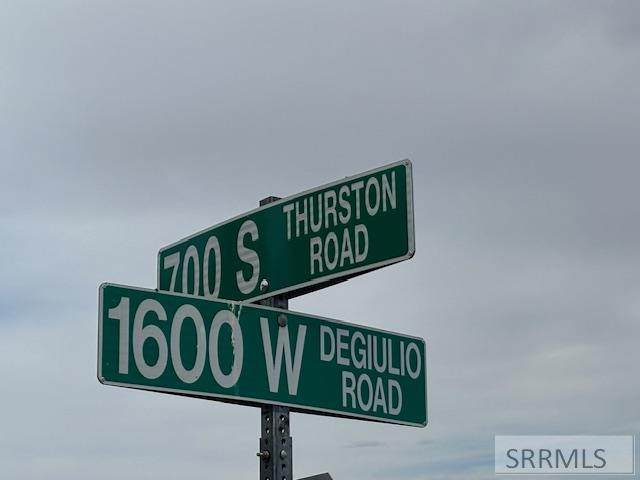 700 S THURSTON
ROAD
1600 W DEGIULIO
ROAD
SRRMLS